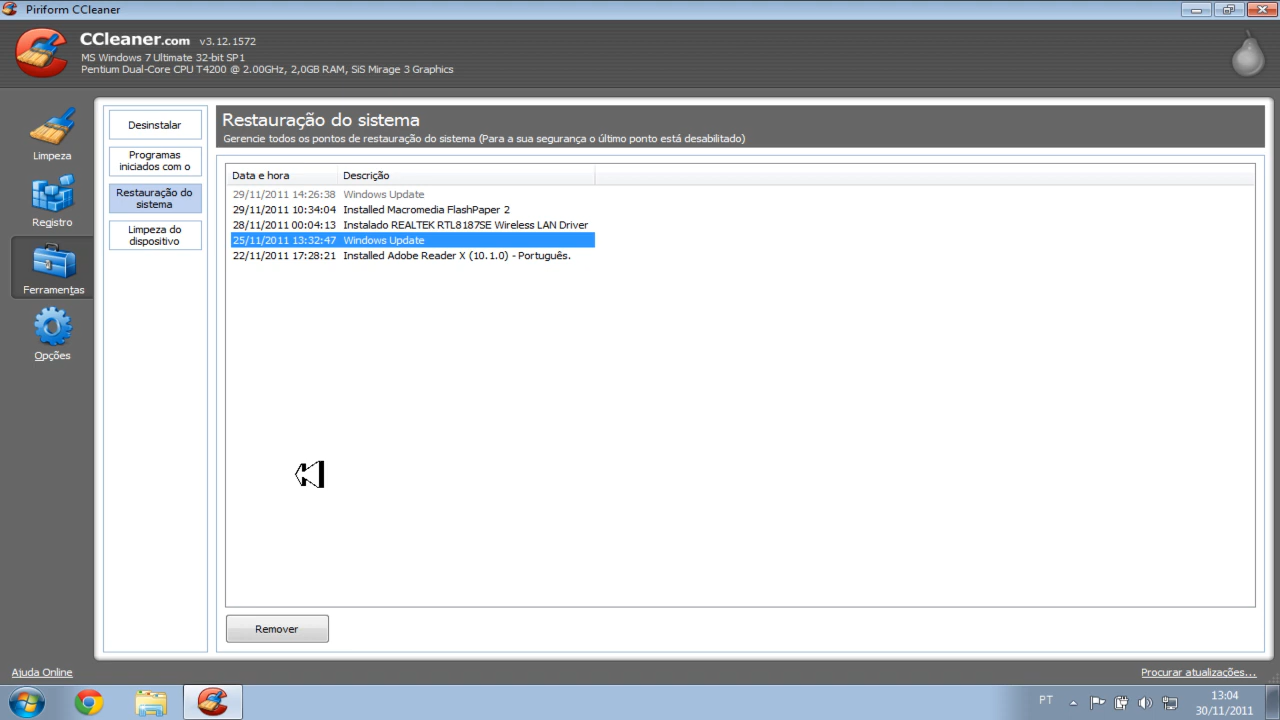 Piriform CCleaner
CCleaner.com v3.12.1572
MS Windows 7 Ultimate 32-bit SP1
Pentium Dual-Core CPU T4200 @ 2.00GHz, 2,0GB RAM, SiS Mirage 3 Graphics
Limpeza
Registro
Ferramentas
Opções
Desinstalar
Programas
iniciados com o
Restauração do
sistema
Limpeza do
dispositivo
Restauração do sistema
Gerencie todos os pontos de restauração do sistema (Para a sua segurança o último ponto está desabilitado)
Data e hora Descrição
29/11/2011 14:26:38 Windows Update
29/11/2011 10:34:04 Installed Macromedia FlashPaper 2
28/11/2011 00:04:13 Instalado REALTEK RTL8187SE Wireless LAN Driver
25/11/2011 13:32:47 Windows Update
22/11/2011 17:28:21 Installed Adobe Reader X (10.1.0) - Português.
Remover
Ajuda Online
Procurar atualizações...
PT
13:04
30/11/2011